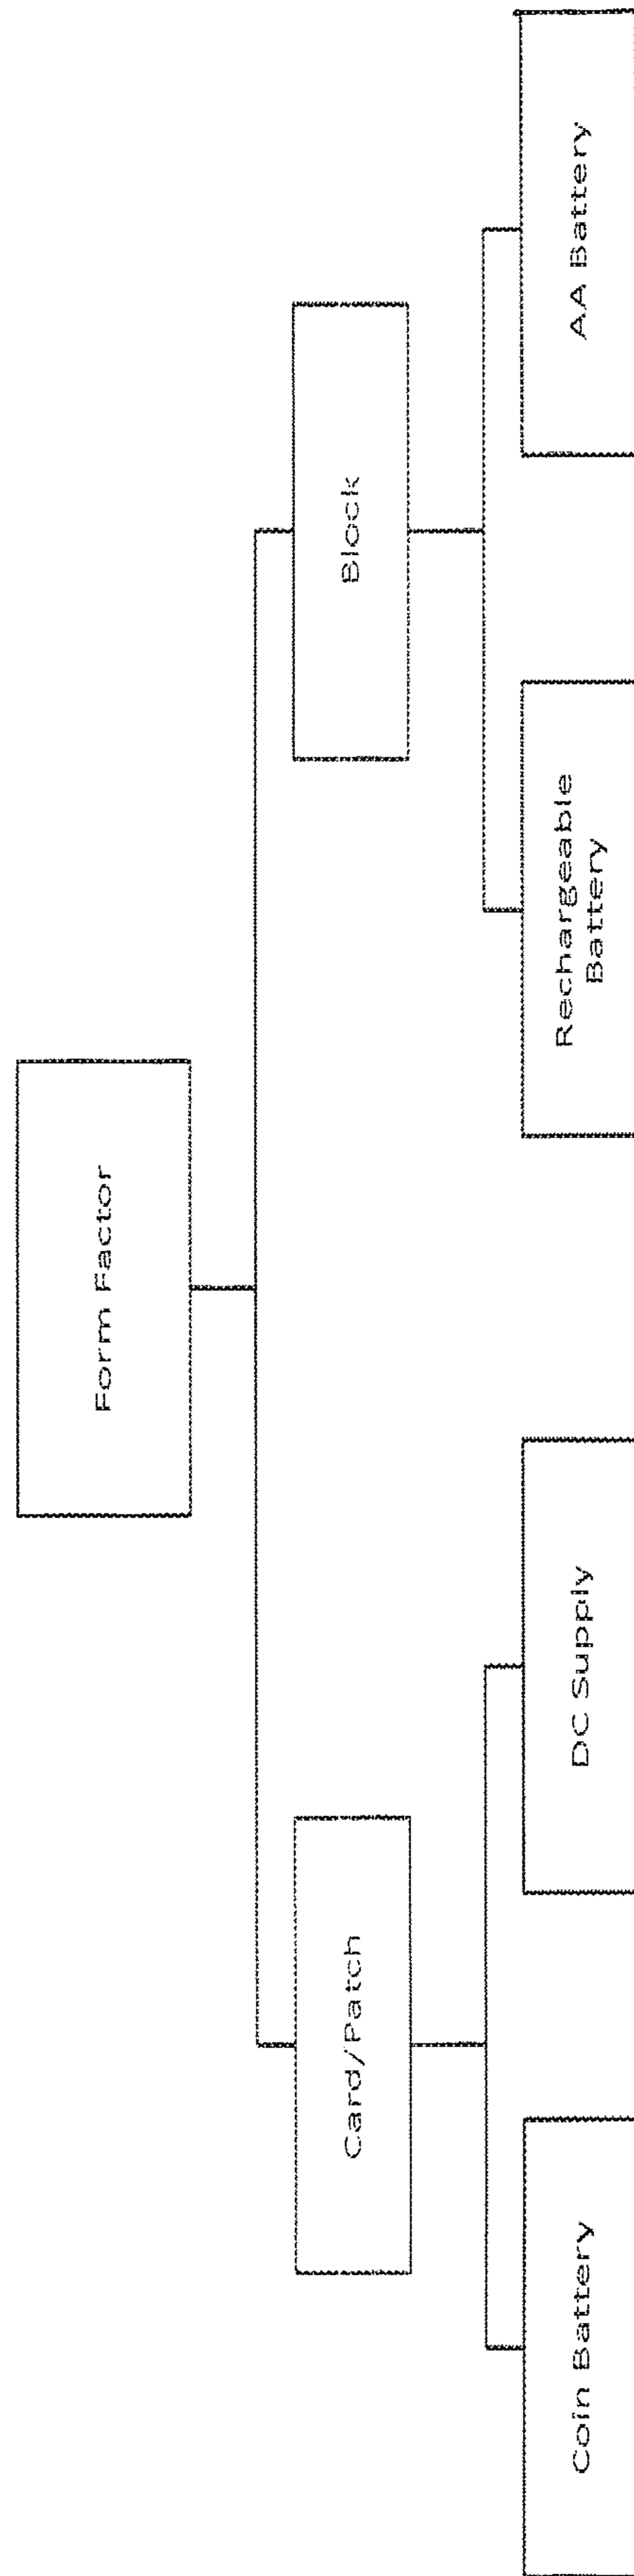 Form Factor
Card/Patch
Block
Coin Battery
DC Supply
Rechargeable
Battery
AA Battery